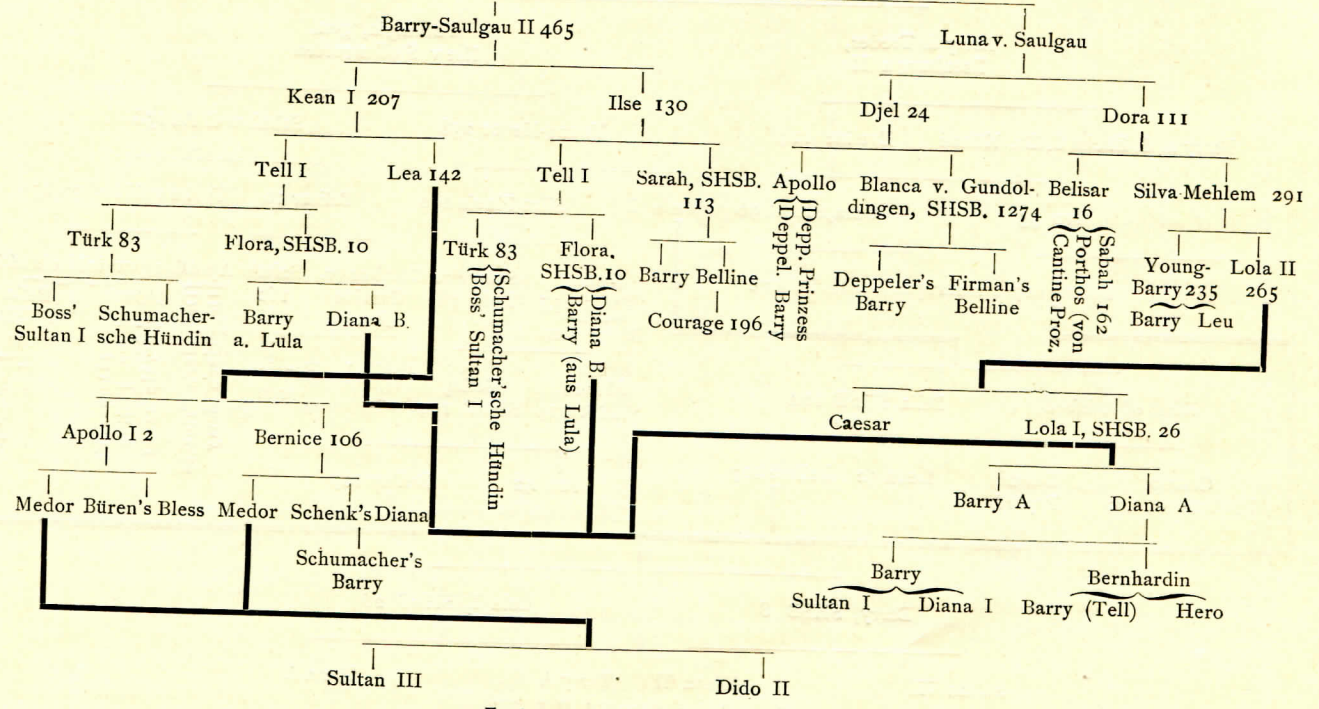 Barry-Saulgau II 465
Luna v. Saulgau
Kean I 207
Ilse 130
Djel 24
Dora 111
Tell I
Lea 142
Tell I
Sarah, SHSB.
113
Apollo
Depp. Prinzess
Deppel. Barry
Blanca v. Gundol-
dingen, SHSB. 1274
Belisar
16
Sabah 162
Porthos (von
Cantine Proz.
Silva-Mehlem 291
Türk 83
Flora, SHSB. 10
Türk 83
Schumacher'sche Hündin
Boss' Sultan I
Flora.
SHSB. 10
Diana B.
Barry (aus Lula)
Barry
Belline
Courage 196
Deppeler's
Barry
Firman's
Belline
Young-
Barry 235
Barry
Leu
Lola II
265
Boss'
Sultan I
Schumacher-
sche Hündin
Barry
a. Lula
Diana B.
Apollo I 2
Bernice 106
Caesar
Lola I, SHSB. 26
Medor
Büren's Bless
Medor
Schenk's Diana
Schumacher's
Barry
Barry A
Diana A
Barry
Sultan I
Diana I
Bernhardin
Barry (Tell)
Hero
Sultan III
Dido II